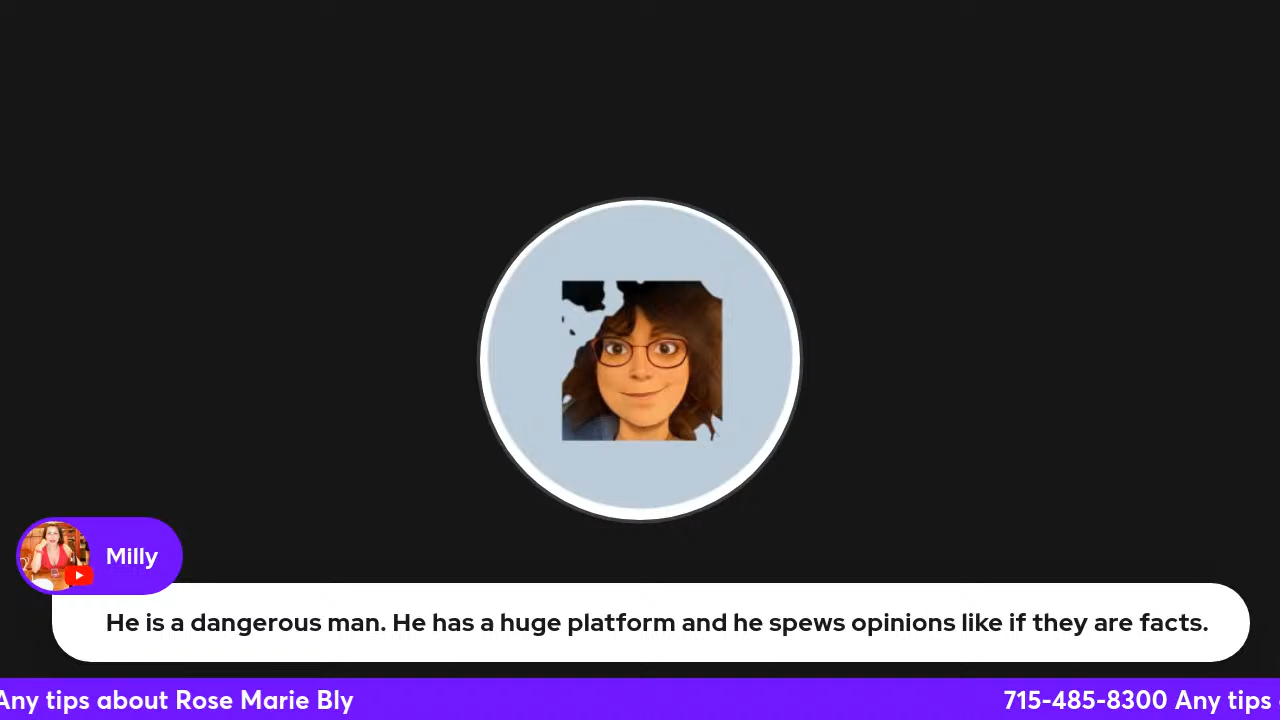 Milly
He is a dangerous man. He has a huge platform and he spews opinions like if they are facts.
Any tips about Rose Marie Bly 715-485-8300 Any tips